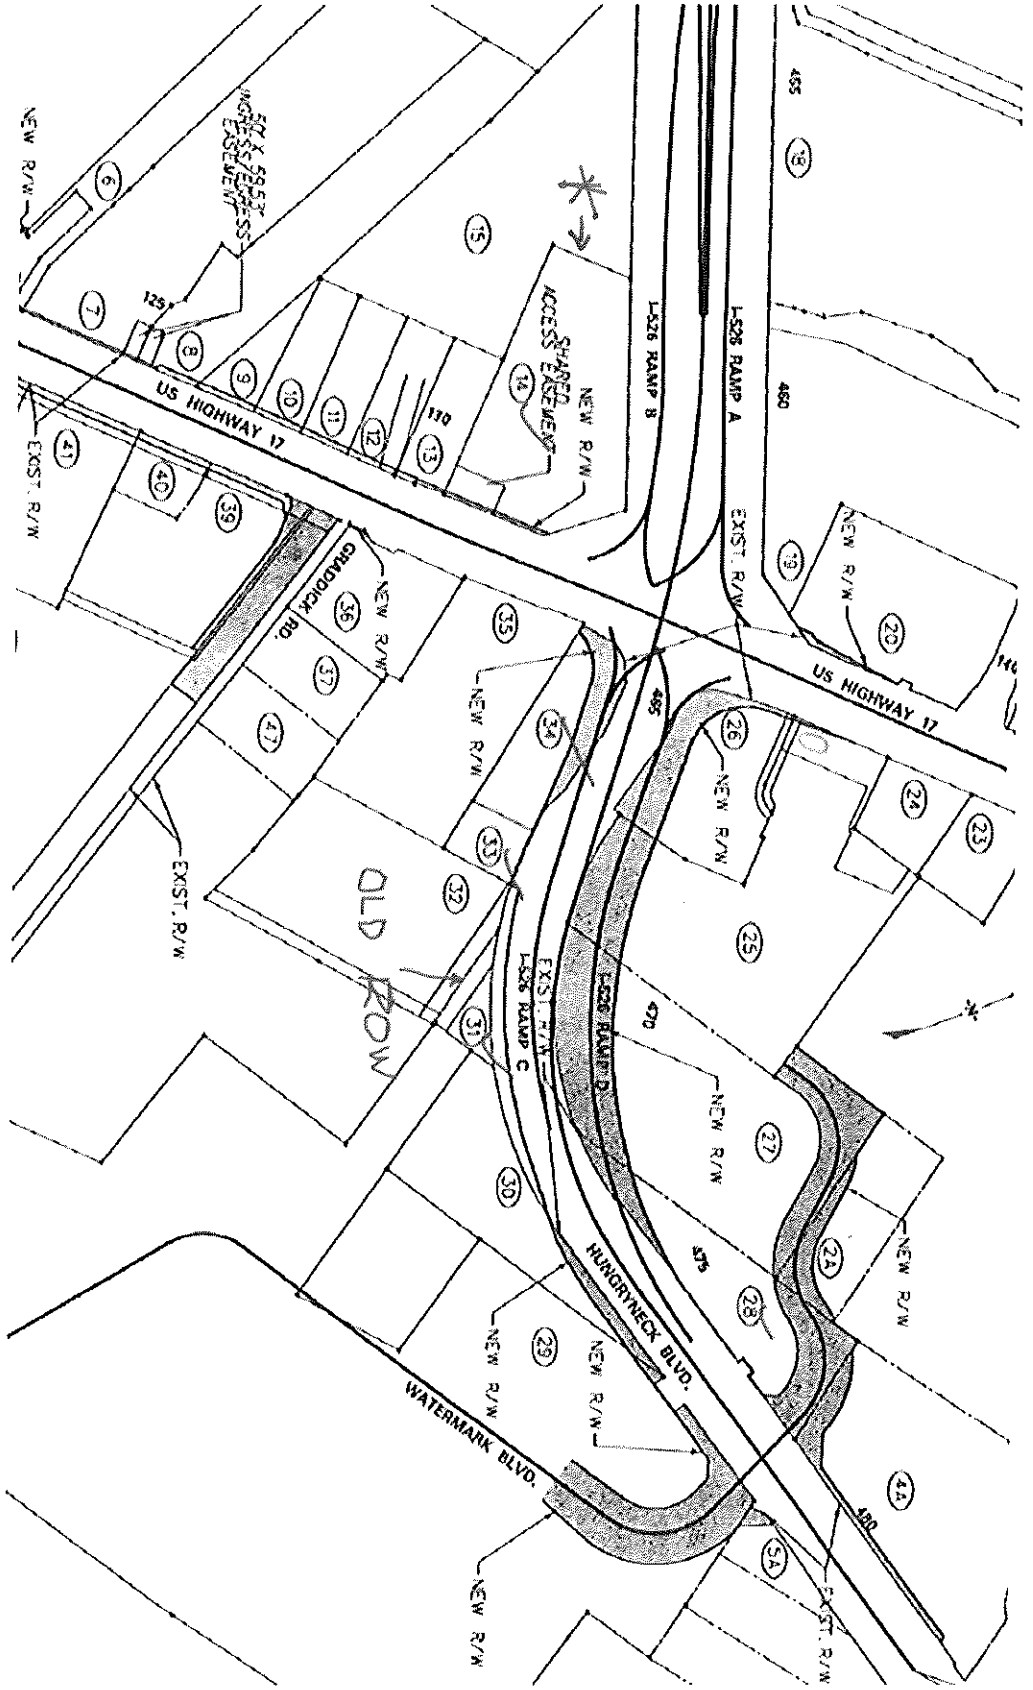 455
18
460
I-526 RAMP A
I-526 RAMP B
*→
15
NEW R/W
6
INGRESS/EGRESS
EASEMENT
125
7
8
9
10
11
12
130
13
14
SHARED
ACCESS EASEMENT
NEW R/W
US HIGHWAY 17
EXIST. R/W
41
40
39
GRADDICK RD.
NEW R/W
36
37
47
EXIST. R/W
35
NEW R/W
34
33
32
OLD
ROW
31
EXIST. R/W
19
NEW R/W
20
140
US HIGHWAY 17
465
26
NEW R/W
24
23
25
N
EXIST. R/W
I-526 RAMP C
I-526 RAMP D
470
NEW R/W
27
2A
NEW R/W
475
28
30
HUNGRYNECK BLVD.
29
NEW R/W
NEW R/W
WATERMARK BLVD.
NEW R/W
4A
480
5A
EXIST. R/W